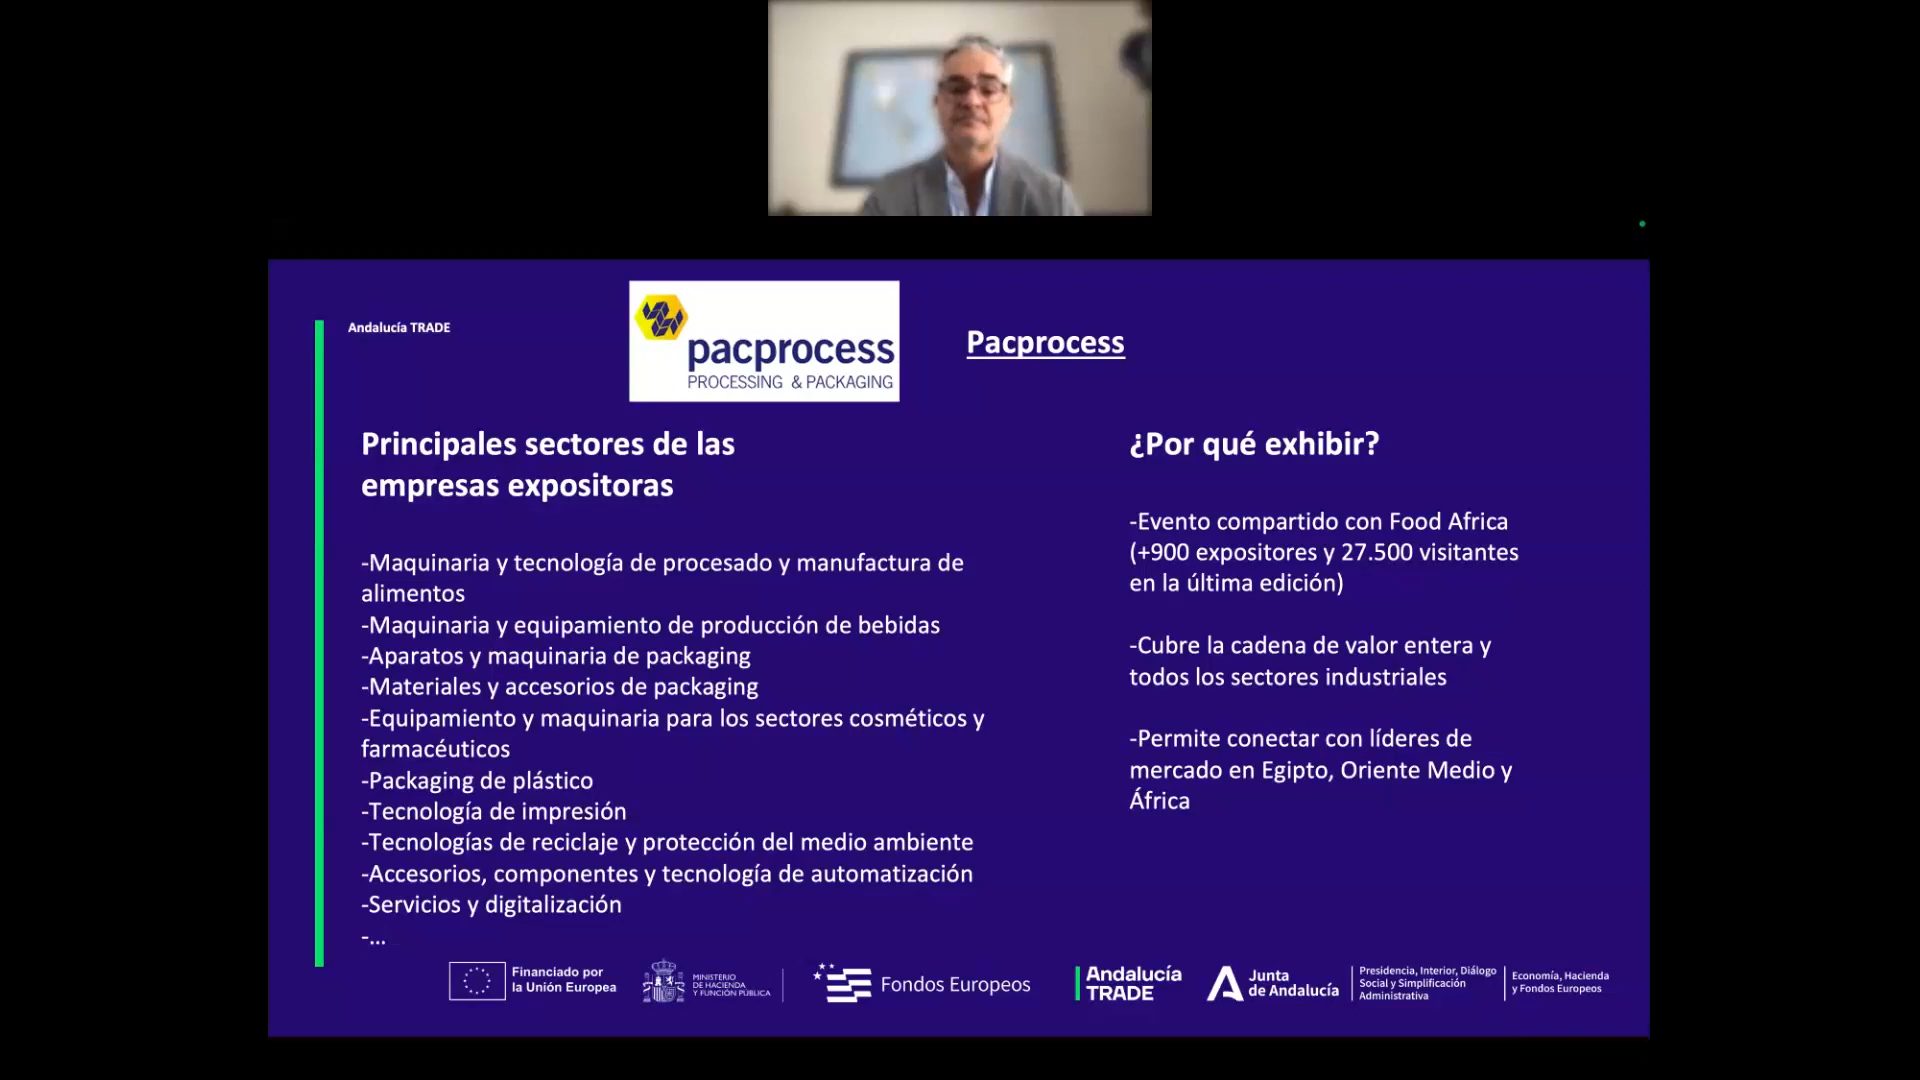 Andalucía TRADE
pacprocess
PROCESSING & PACKAGING
Pacprocess
Principales sectores de las
empresas expositoras
-Maquinaria y tecnología de procesado y manufactura de
alimentos
-Maquinaria y equipamiento de producción de bebidas
-Aparatos y maquinaria de packaging
-Materiales y accesorios de packaging
-Equipamiento y maquinaria para los sectores cosméticos y
farmacéuticos
-Packaging de plástico
-Tecnología de impresión
-Tecnologías de reciclaje y protección del medio ambiente
-Accesorios, componentes y tecnología de automatización
-Servicios y digitalización
-...
¿Por qué exhibir?
-Evento compartido con Food Africa
(+900 expositores y 27.500 visitantes
en la última edición)
-Cubre la cadena de valor entera y
todos los sectores industriales
-Permite conectar con líderes de
mercado en Egipto, Oriente Medio y
África
Financiado por
la Unión Europea
MINISTERIO
DE HACIENDA
Y FUNCIÓN PÚBLICA
Fondos Europeos
Andalucía
TRADE
Junta
de Andalucía
Presidencia, Interior, Diálogo
Social y Simplificación
Administrativa
Economía, Hacienda
y Fondos Europeos